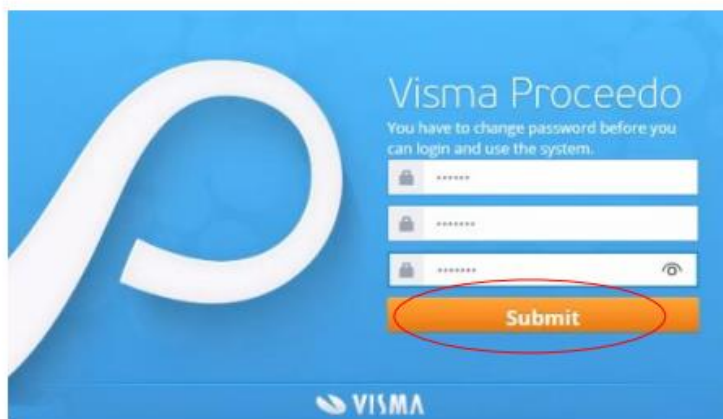 Visma Proceedo
You have to change password before you
can login and use the system.
Submit
VISMA